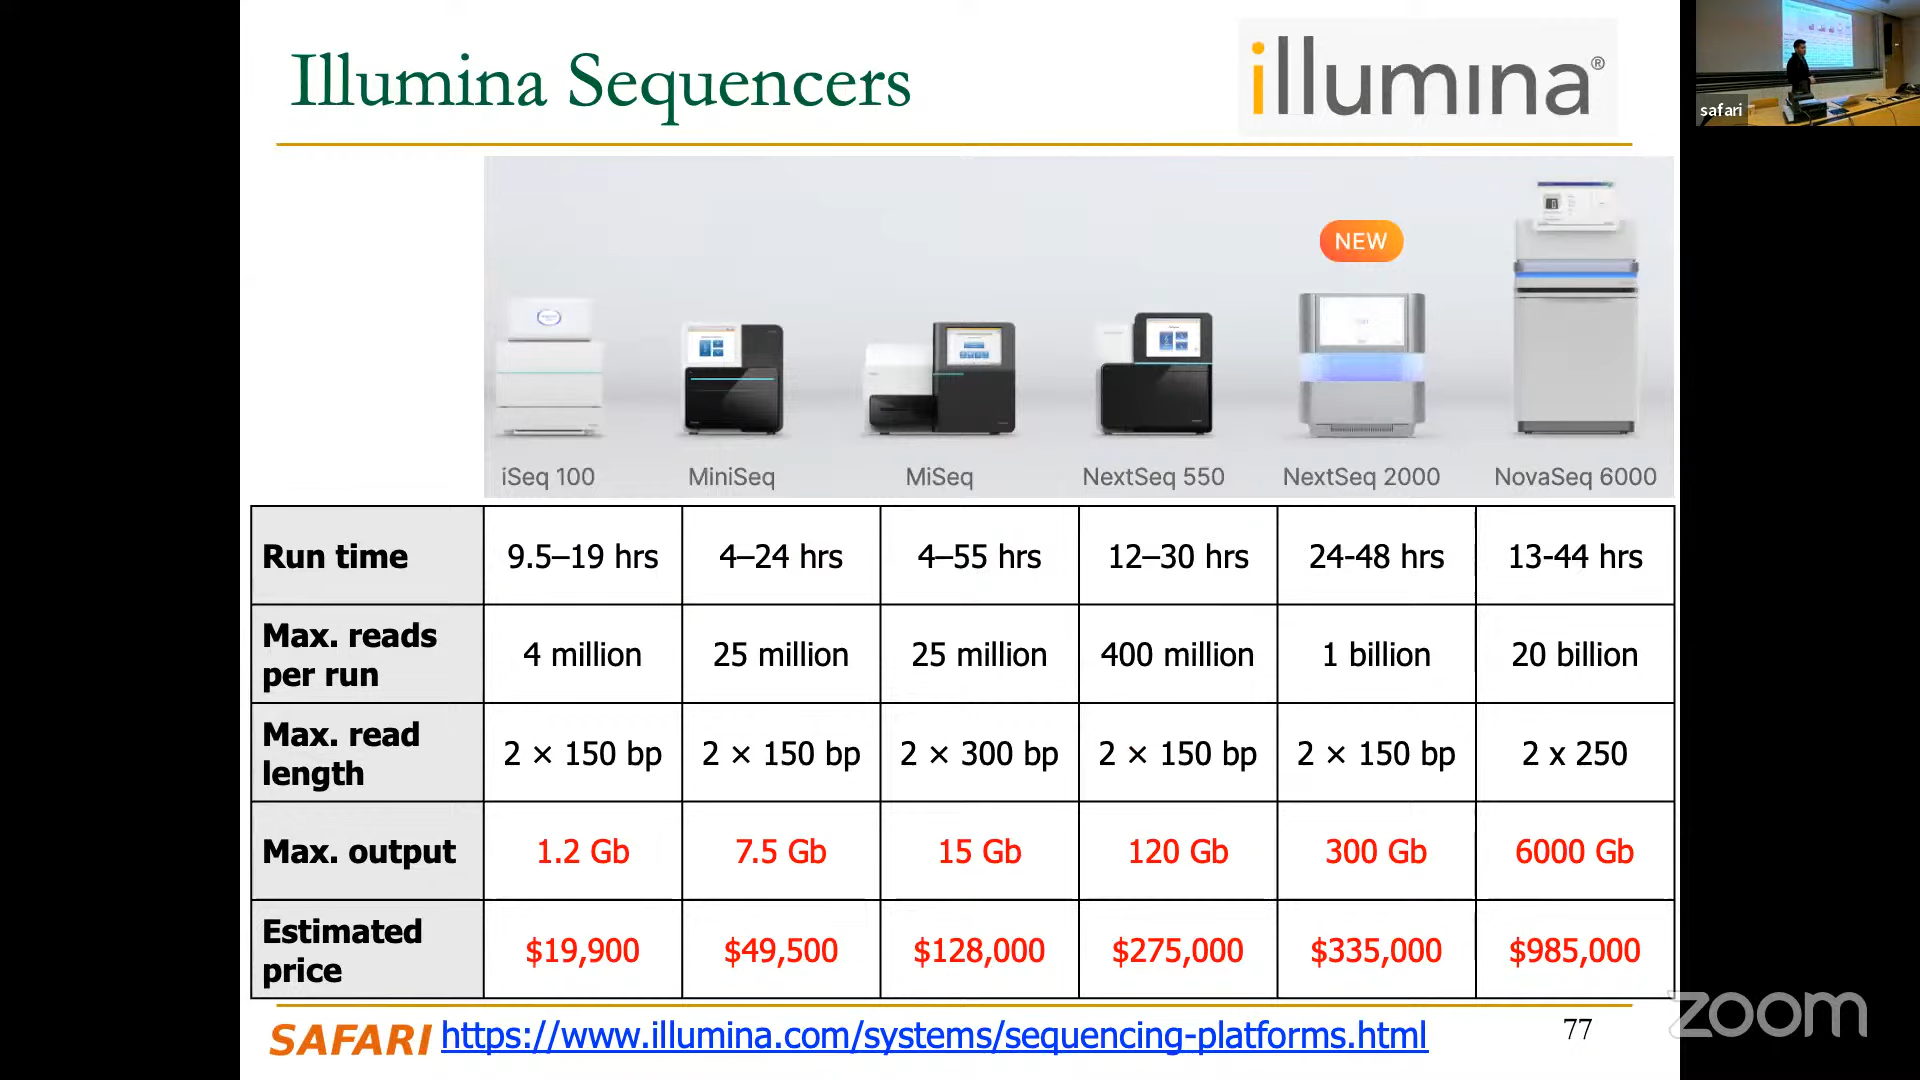 Illumina Sequencers
illumina®
safari
NEW
iSeq 100 MiniSeq MiSeq NextSeq 550 NextSeq 2000 NovaSeq 6000
Run time 9.5–19 hrs 4–24 hrs 4–55 hrs 12–30 hrs 24-48 hrs 13-44 hrs
Max. reads per run 4 million 25 million 25 million 400 million 1 billion 20 billion
Max. read length 2 × 150 bp 2 × 150 bp 2 × 300 bp 2 × 150 bp 2 × 150 bp 2 x 250
Max. output 1.2 Gb 7.5 Gb 15 Gb 120 Gb 300 Gb 6000 Gb
Estimated price $19,900 $49,500 $128,000 $275,000 $335,000 $985,000
SAFARI https://www.illumina.com/systems/sequencing-platforms.html 77
zoom